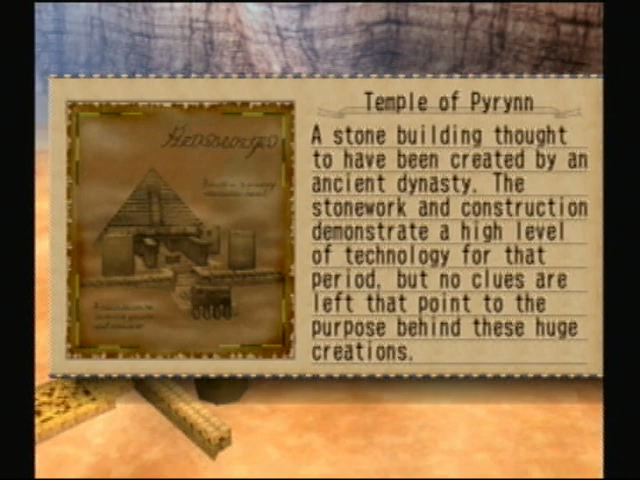 Temple of Pyrynn
A stone building thought
to have been created by an
ancient dynasty. The
stonework and construction
demonstrate a high level
of technology for that
period, but no clues are
left that point to the
purpose behind these huge
creations.